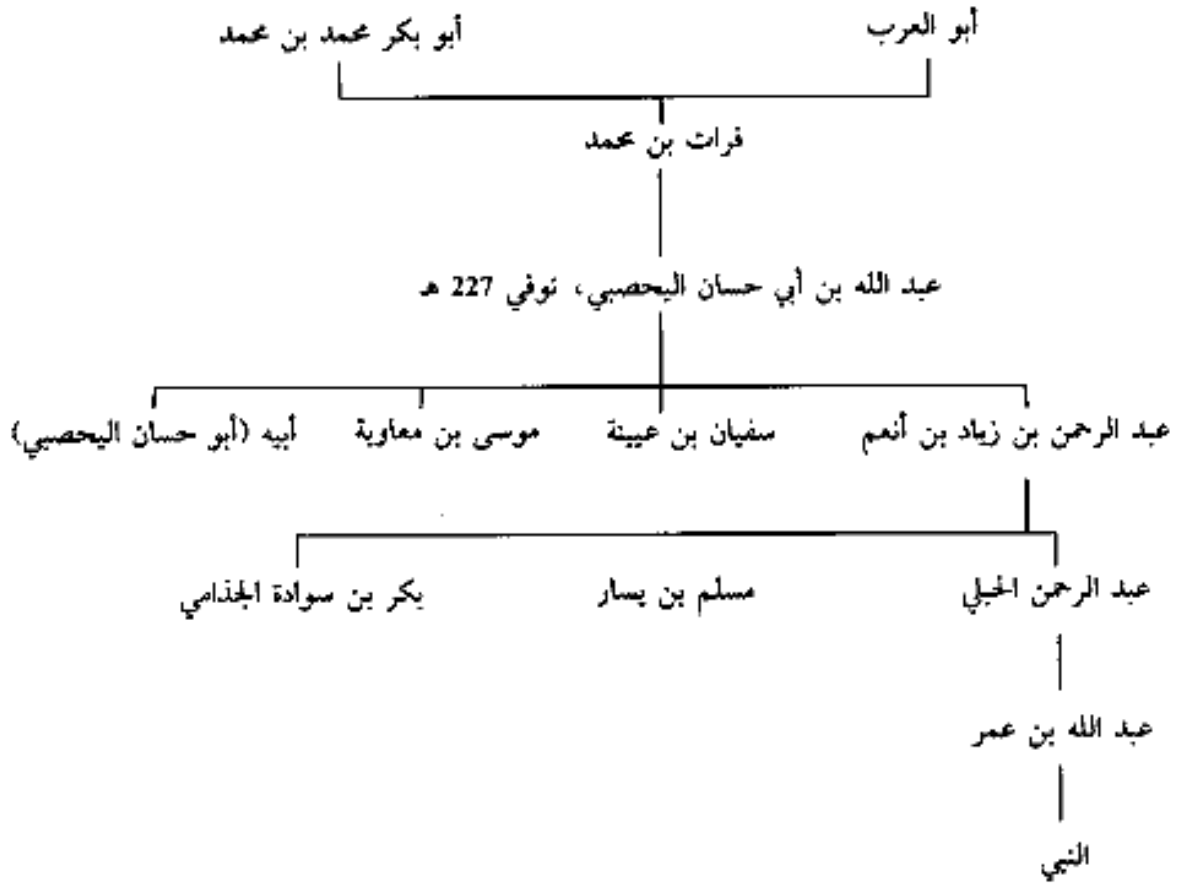 أبو العرب أبو بكر محمد بن محمد
فرات بن محمد
عبد الله بن أبي حسان اليحصبي، توفي 227 هـ
عبد الرحمن بن زياد بن أنعم سفيان بن عيينة موسى بن معاوية أبيه (أبو حسان اليحصبي)
عبد الرحمن الحبلي مسلم بن يسار بكر بن سوادة الجذامي
عبد الله بن عمر
النبي